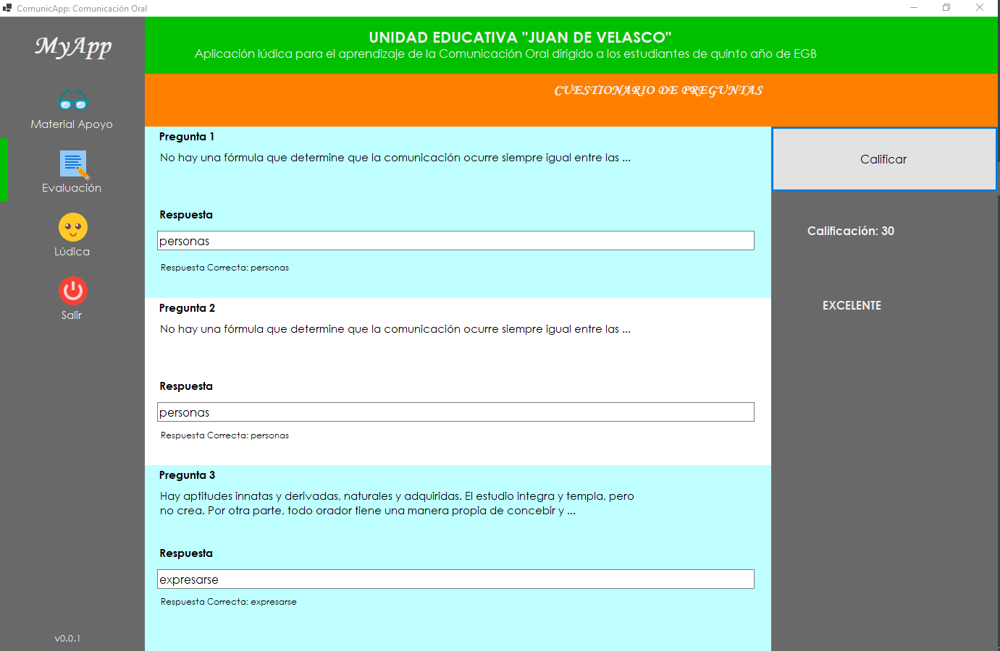 ComunicApp: Comunicación Oral
MyApp
Material Apoyo
Evaluación
Lúdica
Salir
v0.0.1
UNIDAD EDUCATIVA "JUAN DE VELASCO"
Aplicación lúdica para el aprendizaje de la Comunicación Oral dirigido a los estudiantes de quinto año de EGB
CUESTIONARIO DE PREGUNTAS
Pregunta 1
No hay una fórmula que determine que la comunicación ocurre siempre igual entre las ...
Respuesta
personas
Respuesta Correcta: personas
Pregunta 2
No hay una fórmula que determine que la comunicación ocurre siempre igual entre las ...
Respuesta
personas
Respuesta Correcta: personas
Pregunta 3
Hay aptitudes innatas y derivadas, naturales y adquiridas. El estudio integra y templa, pero
no crea. Por otra parte, todo orador tiene una manera propia de concebir y ...
Respuesta
expresarse
Respuesta Correcta: expresarse
Calificar
Calificación: 30
EXCELENTE